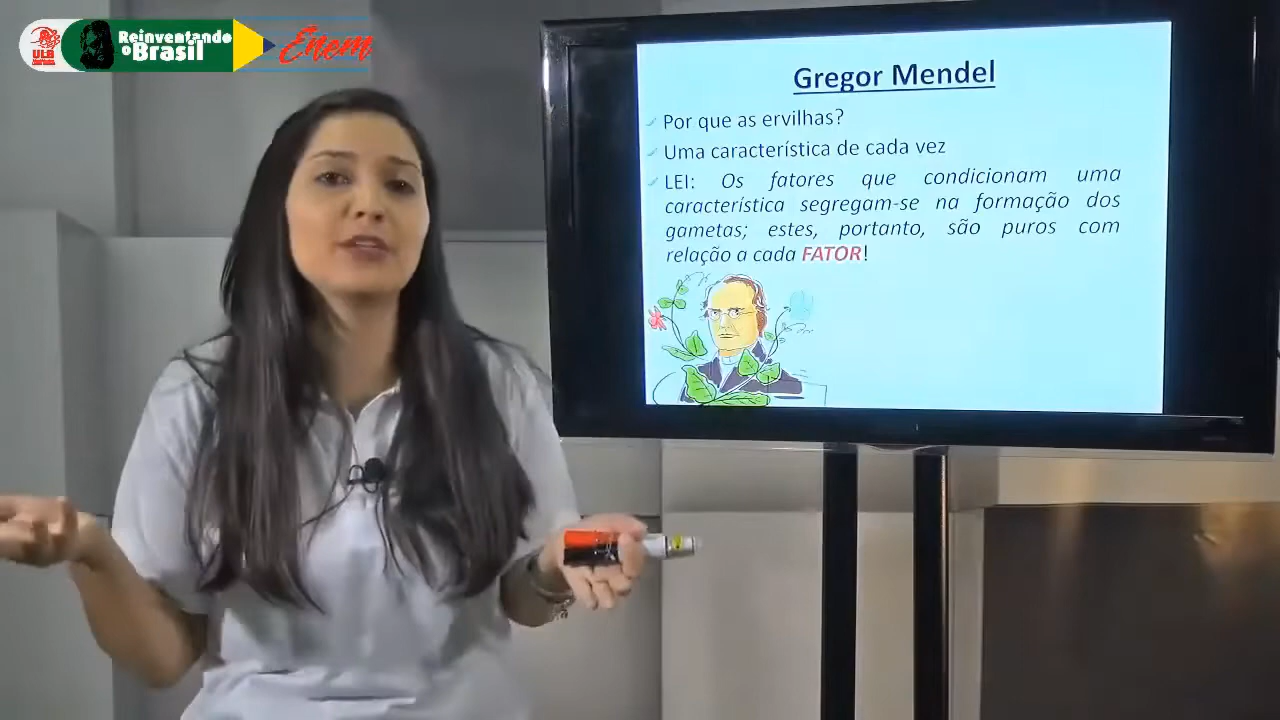 ULB
Reinventando
o Brasil
Enem
Gregor Mendel
Por que as ervilhas?
Uma característica de cada vez
LEI: Os fatores que condicionam uma
característica segregam-se na formação dos
gametas; estes, portanto, são puros com
relação a cada FATOR!